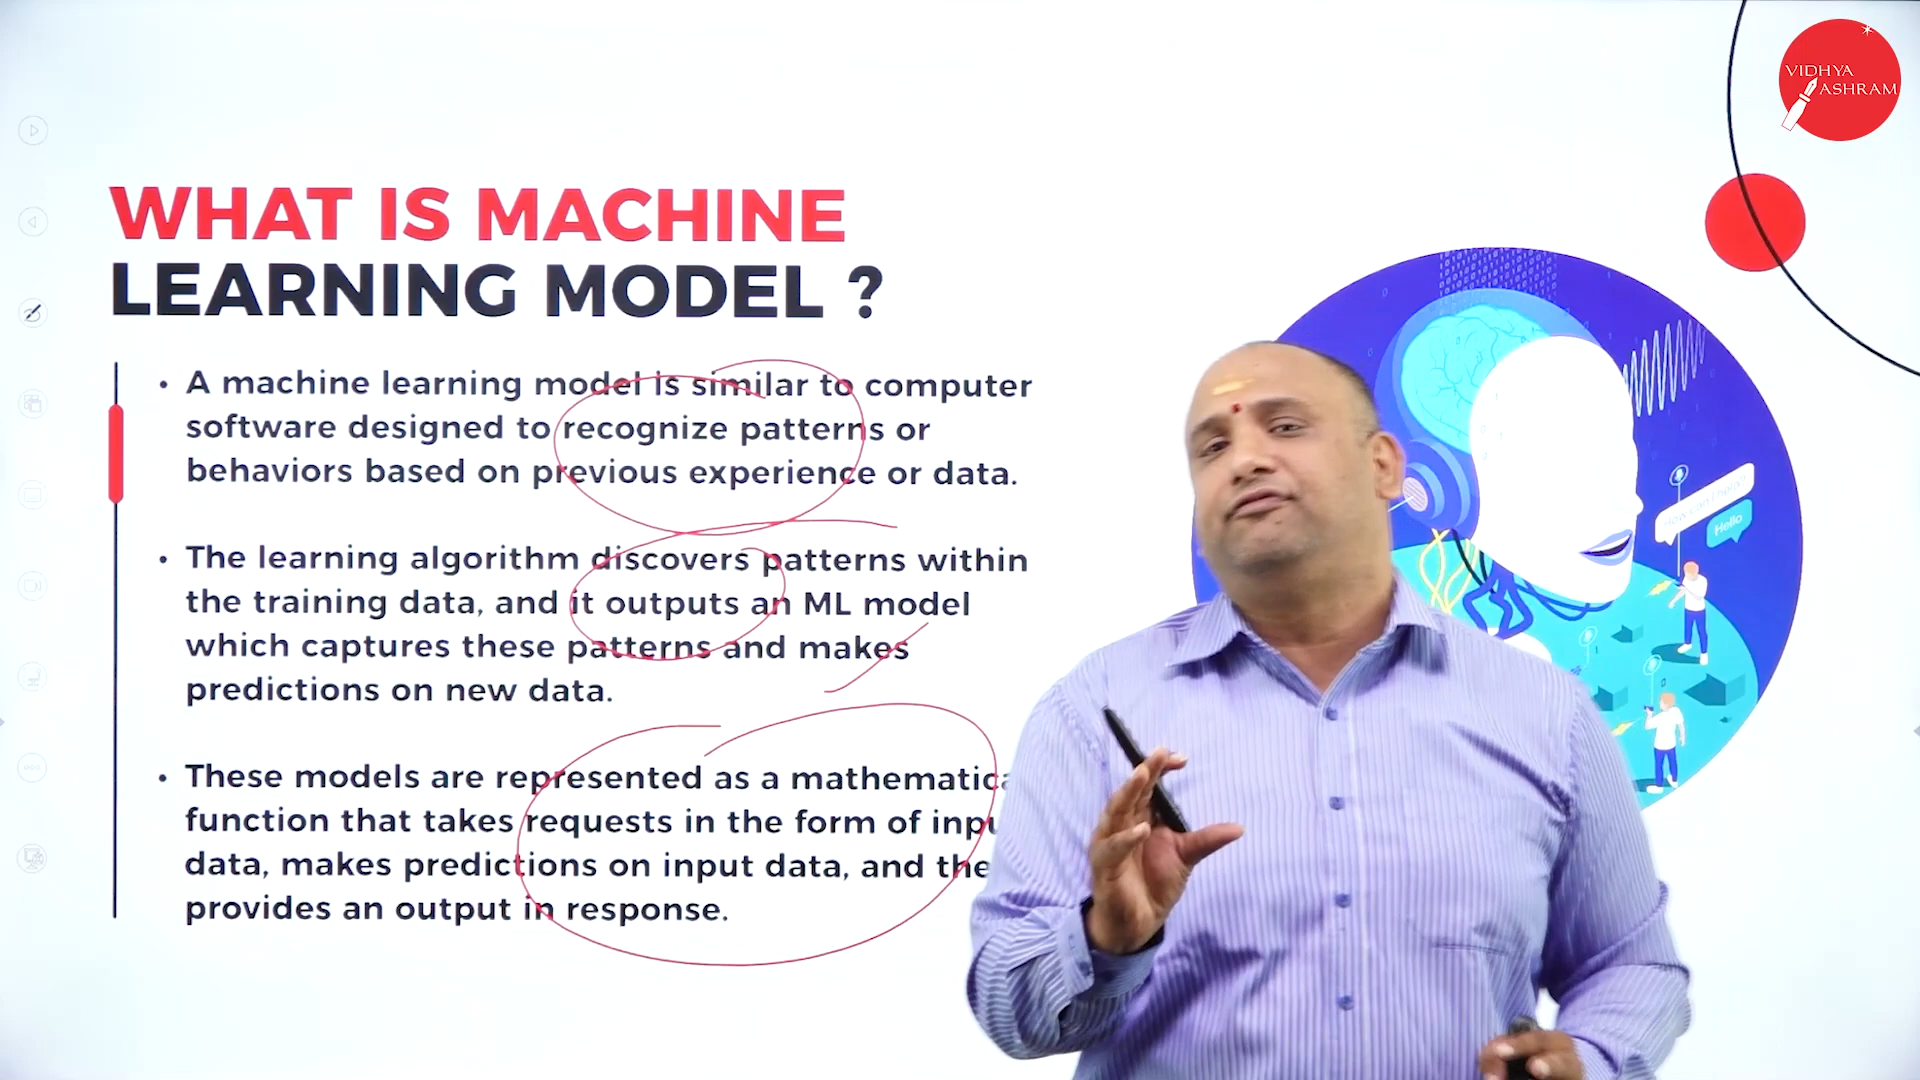 VIDHYA
ASHRAM
WHAT IS MACHINE
LEARNING MODEL ?
• A machine learning model is similar to computer
software designed to recognize patterns or
behaviors based on previous experience or data.
• The learning algorithm discovers patterns within
the training data, and it outputs an ML model
which captures these patterns and makes
predictions on new data.
• These models are represented as a
function that takes requests in the form of
data, makes predictions on input data, and
provides an output in response.
How can I help?
Hello